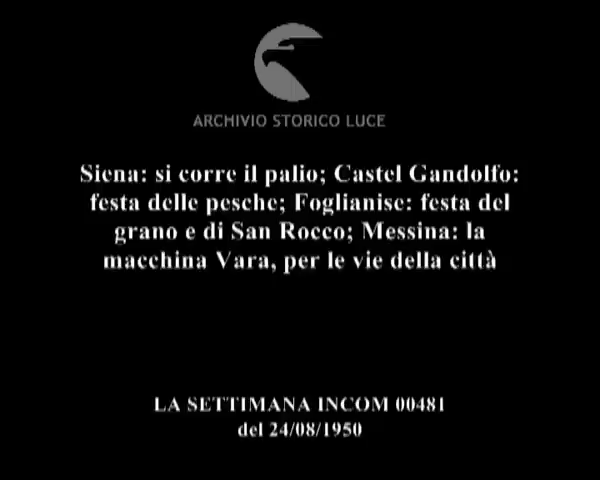 ARCHIVIO STORICO LUCE
Siena: si corre il palio; Castel Gandolfo:
festa delle pesche; Foglianise: festa del
grano e di San Rocco; Messina: la
macchina Vara, per le vie della città
LA SETTIMANA INCOM 00481
del 24/08/1950